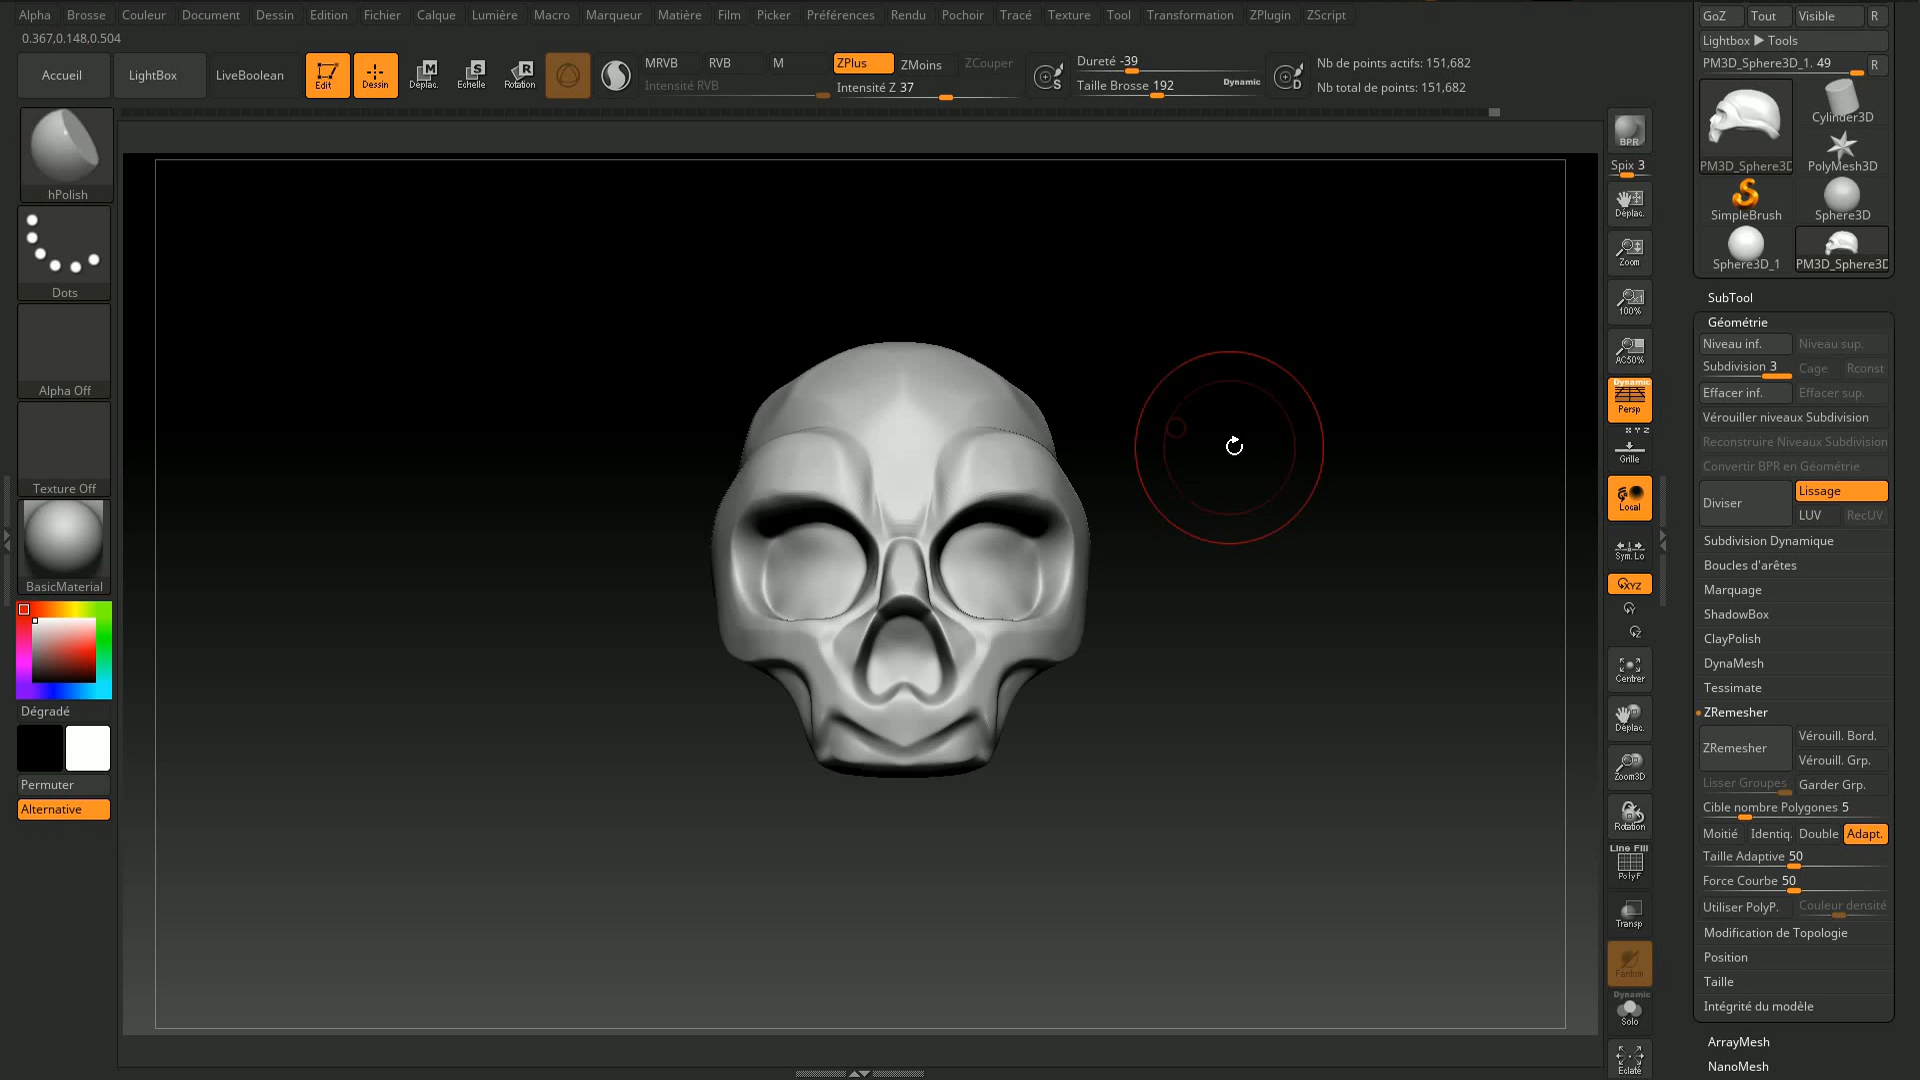 Alpha Brosse Couleur Document Dessin Edition Fichier Calque Lumière Macro Marqueur Matière Film Picker Préférences Rendu Pochoir Tracé Texture Tool Transformation ZPlugin ZScript
0.367,0.148,0.504
Accueil
LightBox
LiveBoolean
Edit
Dessin
Déplac.
Echelle
Rotation
MRVB
RVB
M
Intensité RVB
ZPlus
ZMoins
ZCouper
Intensité Z 37
Dureté -39
Taille Brosse 192
Dynamic
Nb de points actifs: 151,682
Nb total de points: 151,682
hPolish
Dots
Alpha Off
Texture Off
BasicMaterial
Dégradé
Permuter
Alternative
BPR
Spix 3
Déplac.
Zoom
100%
AC50%
Dynamic
Persp
X Y Z
Grille
Local
Sym. Lo
XYZ
Y
Z
Centrer
Déplac.
Zoom3D
Rotation
Line Fill
PolyF
Transp
Fantom
Dynamic
Solo
Eclaté
GoZ Tout Visible R
Lightbox ▶ Tools
PM3D_Sphere3D_1. 49 R
PM3D_Sphere3D
Cylinder3D
PolyMesh3D
SimpleBrush
Sphere3D
Sphere3D_1
PM3D_Sphere3D
SubTool
Géométrie
Niveau inf. Niveau sup.
Subdivision 3 Cage Rconst
Effacer inf. Effacer sup.
Vérouiller niveaux Subdivision
Reconstruire Niveaux Subdivision
Convertir BPR en Géométrie
Diviser
Lissage
LUV RecUV
Subdivision Dynamique
Boucles d'arêtes
Marquage
ShadowBox
ClayPolish
DynaMesh
Tessimate
ZRemesher
ZRemesher
Vérouill. Bord.
Vérouill. Grp.
Lisser Groupes Garder Grp.
Cible nombre Polygones 5
Moitié Identiq. Double Adapt.
Taille Adaptive 50
Force Courbe 50
Utiliser PolyP. Couleur densité
Modification de Topologie
Position
Taille
Intégrité du modèle
ArrayMesh
NanoMesh